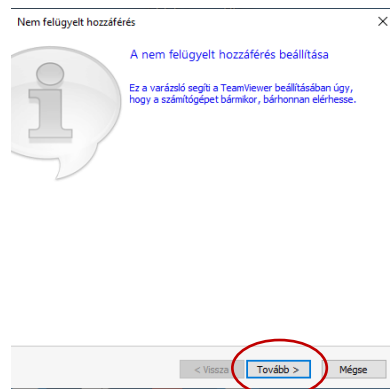 Nem felügyelt hozzáférés
A nem felügyelt hozzáférés beállítása
Ez a varázsló segíti a TeamViewer beállításában úgy,
hogy a számítógépet bármikor, bárhonnan elérhesse.
< Vissza Tovább > Mégse